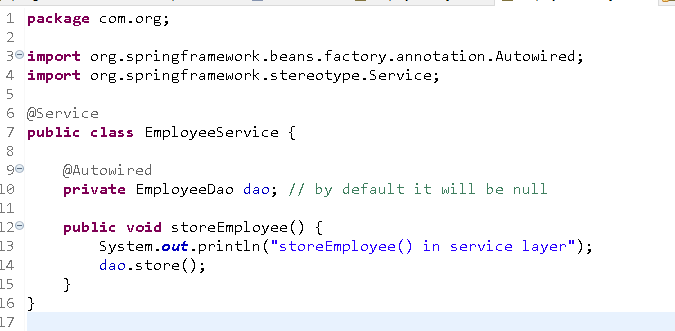 1 package com.org;
2
3 import org.springframework.beans.factory.annotation.Autowired;
4 import org.springframework.stereotype.Service;
5
6 @Service
7 public class EmployeeService {
8
9     @Autowired
10     private EmployeeDao dao; // by default it will be null
11
12     public void storeEmployee() {
13         System.out.println("storeEmployee() in service layer");
14         dao.store();
15     }
16 }
17